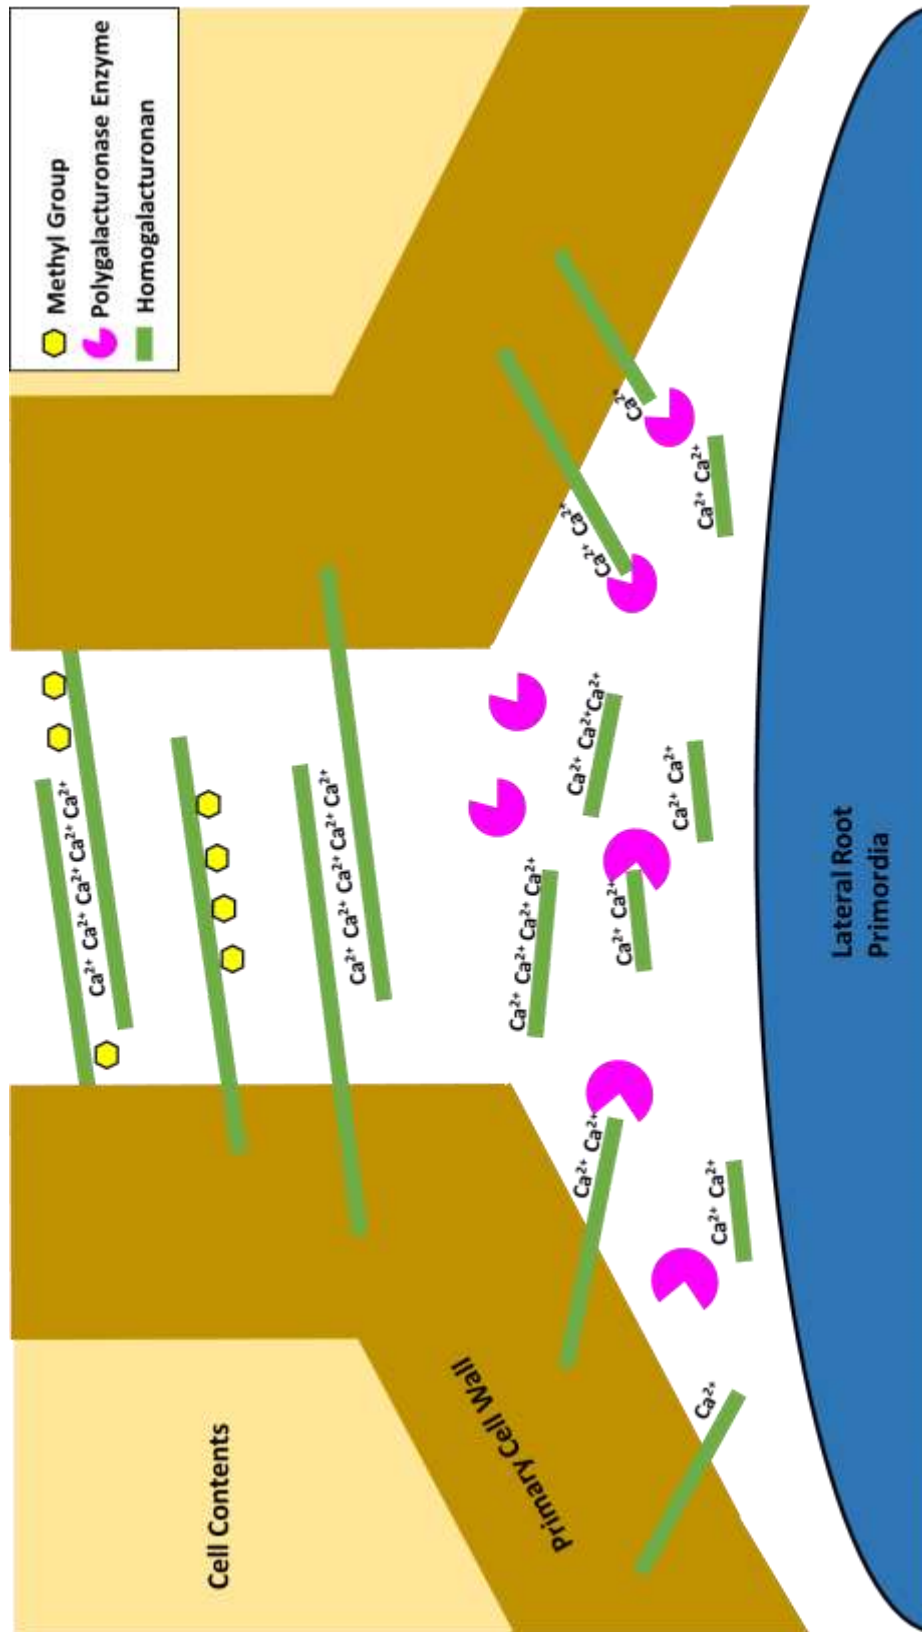 Methyl Group
Polygalacturonase Enzyme
Homogalacturonan
Cell Contents
Ca²⁺ Ca²⁺ Ca²⁺ Ca²⁺ Ca²⁺
Ca²⁺ Ca²⁺ Ca²⁺ Ca²⁺ Ca²⁺
Primary Cell Wall
Ca²⁺ Ca²⁺ Ca²⁺ Ca²⁺
Ca²⁺ Ca²⁺
Ca²⁺ Ca²⁺ Ca²⁺
Ca²⁺ Ca²⁺
Ca²⁺ Ca²⁺
Ca²⁺
Ca²⁺
Ca²⁺ Ca²⁺
Ca²⁺ Ca²⁺
Ca²⁺ Ca²⁺
Lateral Root
Primordia